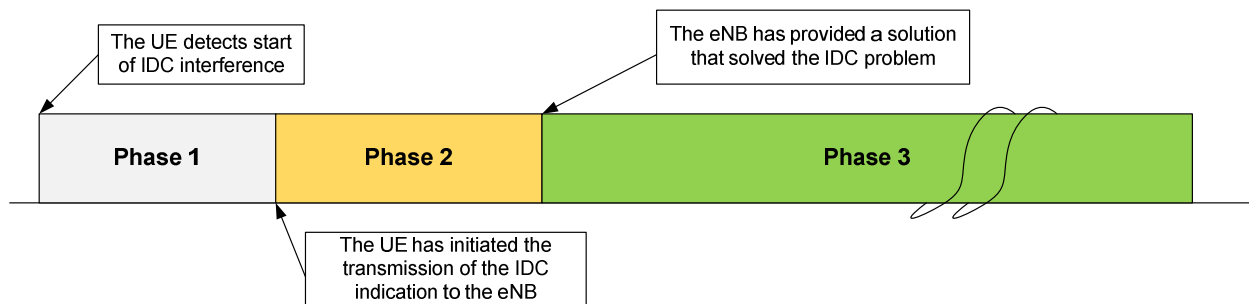 The UE detects start
of IDC interference
The eNB has provided a solution
that solved the IDC problem
Phase 1
Phase 2
Phase 3
The UE has initiated the
transmission of the IDC
indication to the eNB